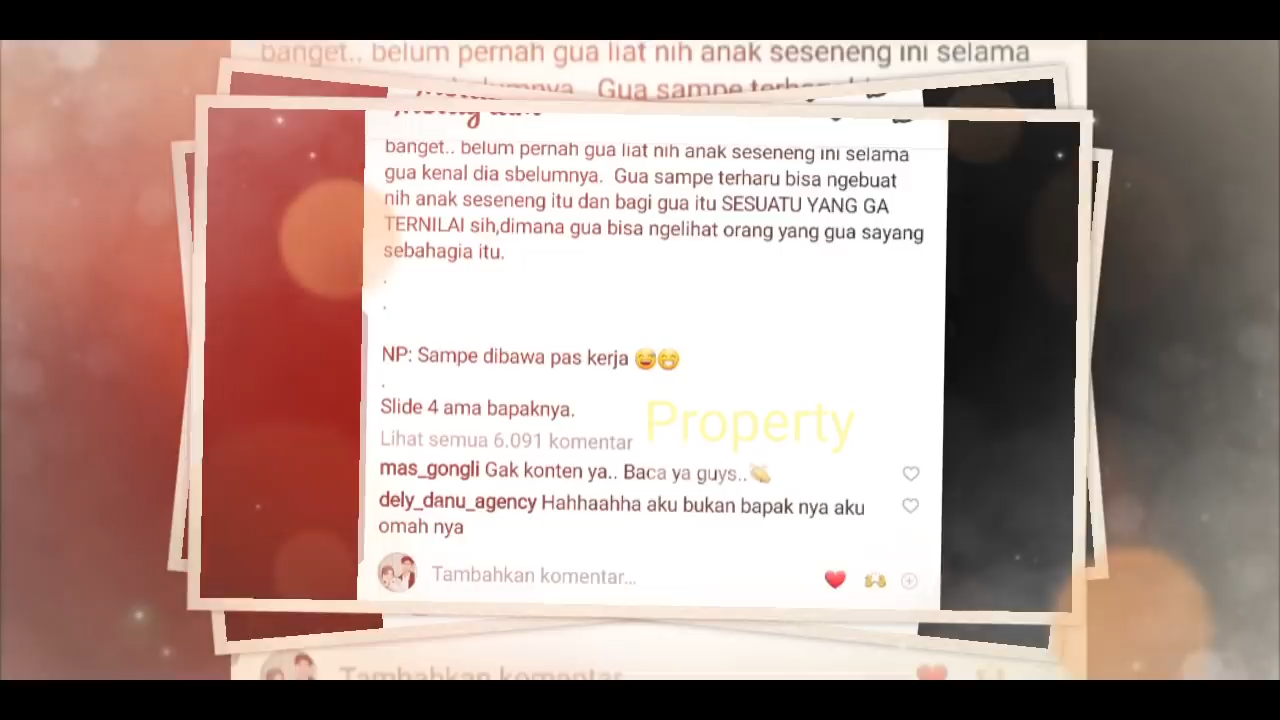 banget.. belum pernah gua liat nih anak seseneng ini selama
Gua sampe
banget.. belum pernah gua liat nih anak seseneng ini selama
gua kenal dia sbelumnya. Gua sampe terharu bisa ngebuat
nih anak seseneng itu dan bagi gua itu SESUATU YANG GA
TERNILAI sih,dimana gua bisa ngelihat orang yang gua sayang
sebahagia itu.
.
.
NP: Sampe dibawa pas kerja 😅😁
.
Slide 4 ama bapaknya.
Property
Lihat semua 6.091 komentar
mas_gongli Gak konten ya.. Baca ya guys..👏
dely_danu_agency Hahhaahha aku bukan bapak nya aku
omah nya
Tambahkan komentar...
Tambahkan komentar